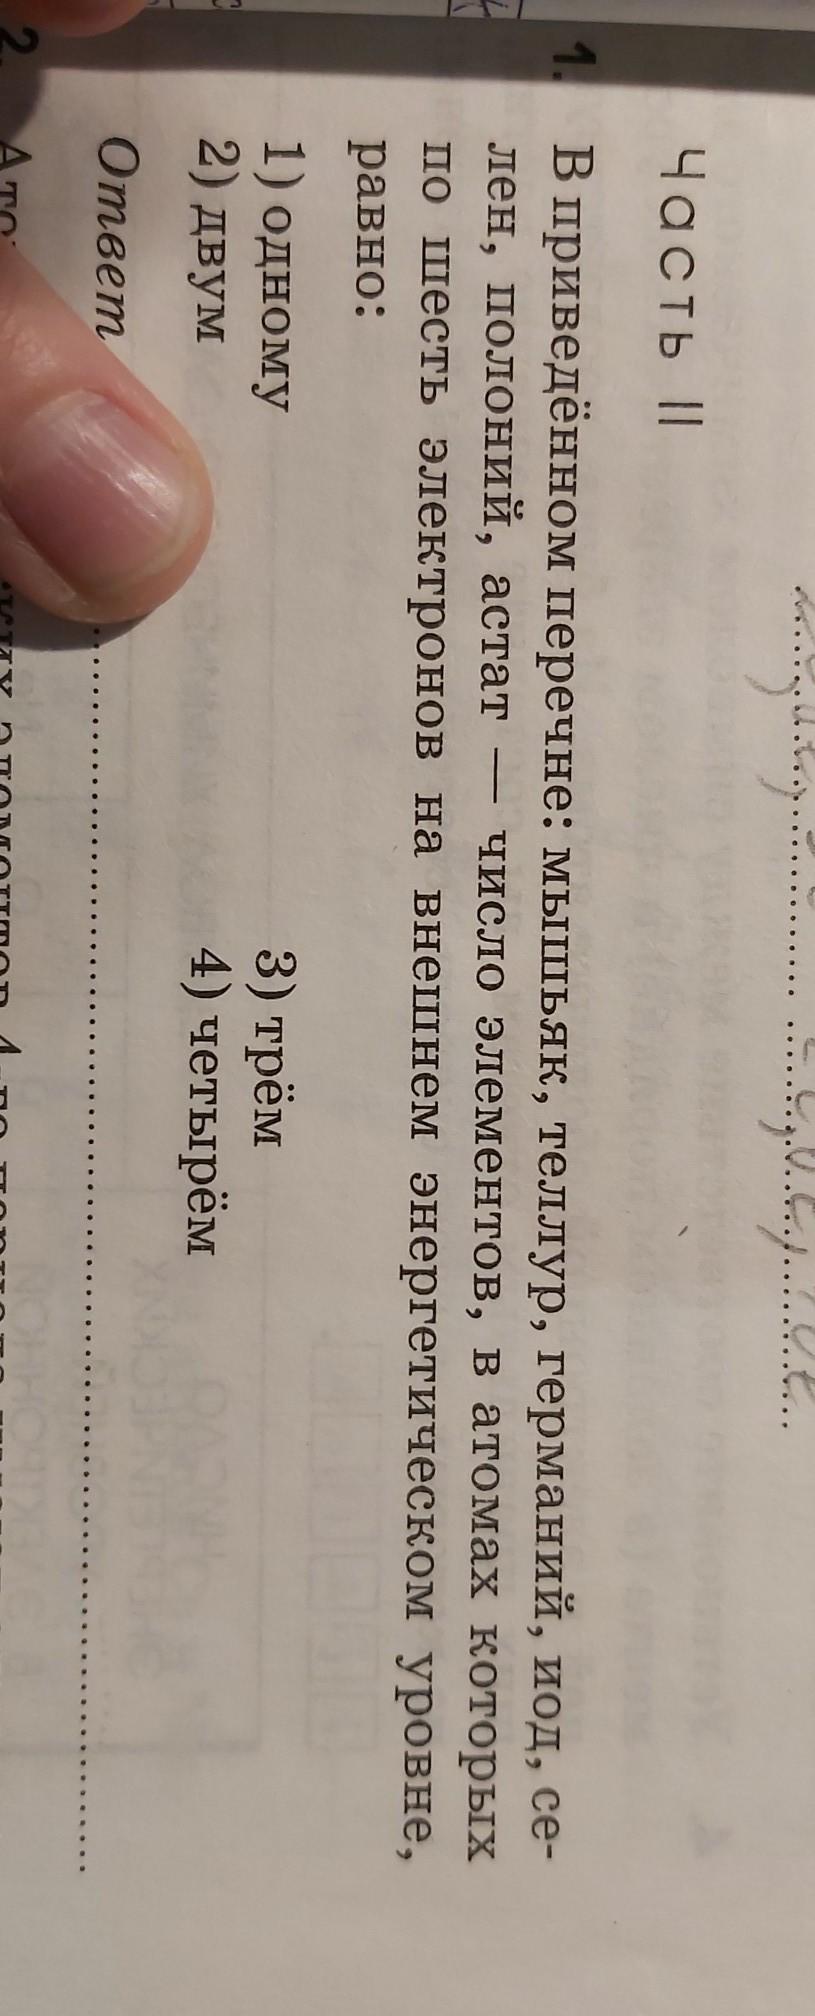 Часть II
1. В приведённом перечне: мышьяк, теллур, германий, иод, се-
лен, полоний, астат — число элементов, в атомах которых
по шесть электронов на внешнем энергетическом уровне,
равно:
1) одному 3) трём
2) двум 4) четырём
Ответ
2.